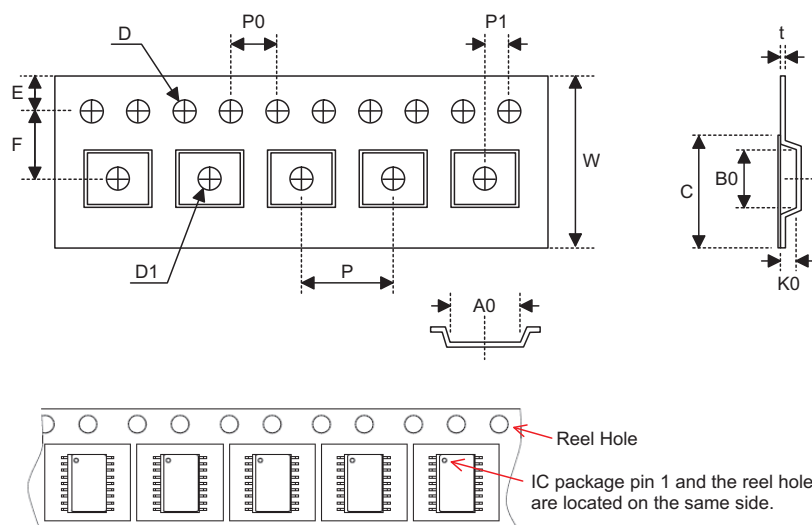 D
P0
P1
t
E
F
W
C
B0
D1
P
K0
A0
Reel Hole
IC package pin 1 and the reel holes
are located on the same side.